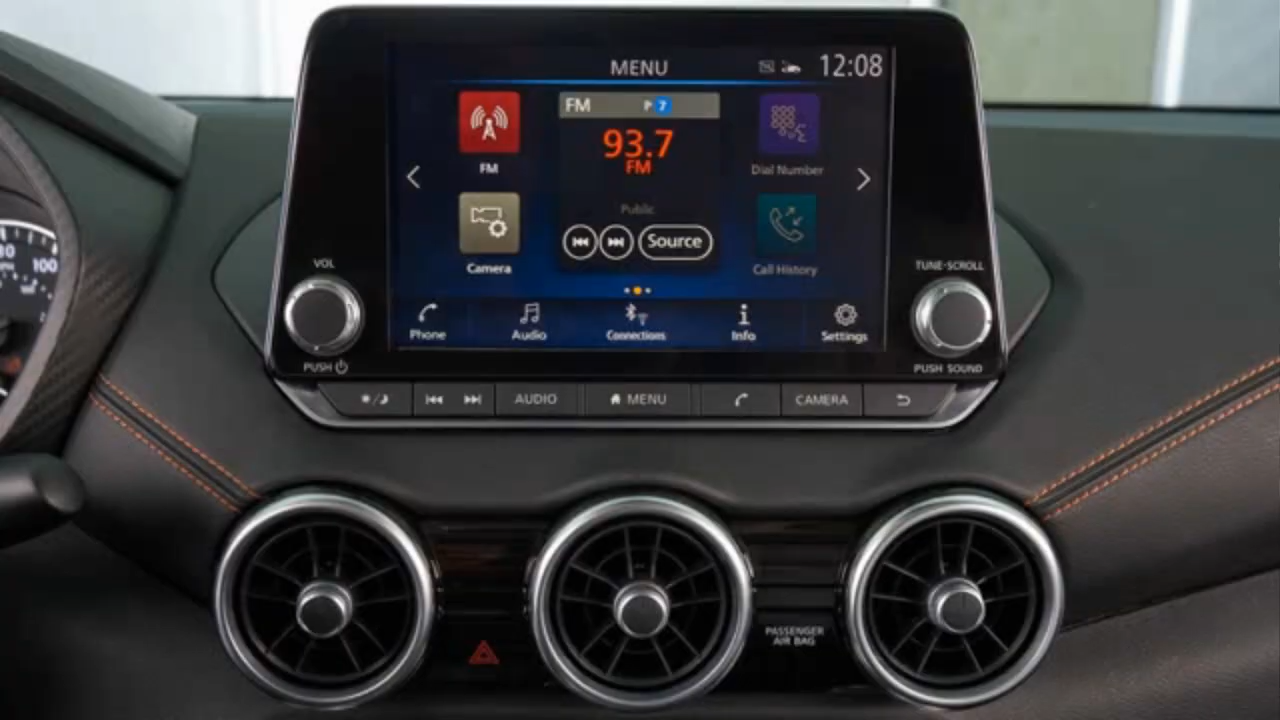 MENU
12:08
FM
P 7
93.7
FM
Public
Source
FM
Camera
Dial Number
Call History
Phone
Audio
Connections
Info
Settings
VOL
PUSH
TUNE·SCROLL
PUSH SOUND
AUDIO
MENU
CAMERA
100
PASSENGER
AIR BAG